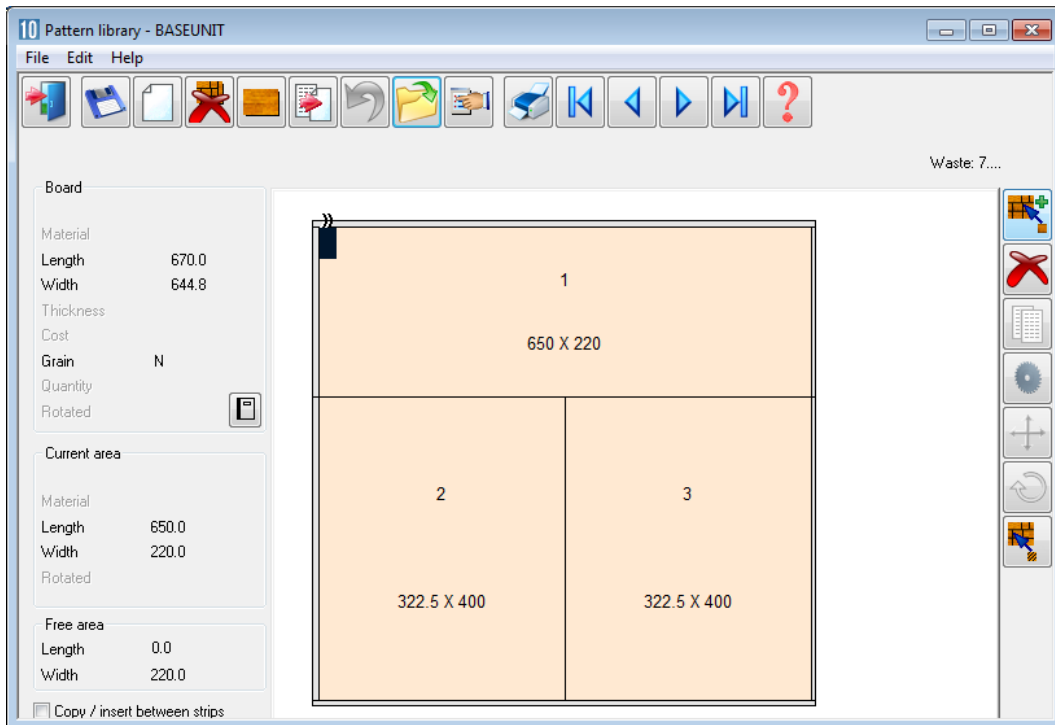 10 Pattern library - BASEUNIT
File Edit Help
Waste: 7....
Board
Material
Length 670.0
Width 644.8
Thickness
Cost
Grain N
Quantity
Rotated
Current area
Material
Length 650.0
Width 220.0
Rotated
Free area
Length 0.0
Width 220.0
Copy / insert between strips
1
650 X 220
2
3
322.5 X 400
322.5 X 400